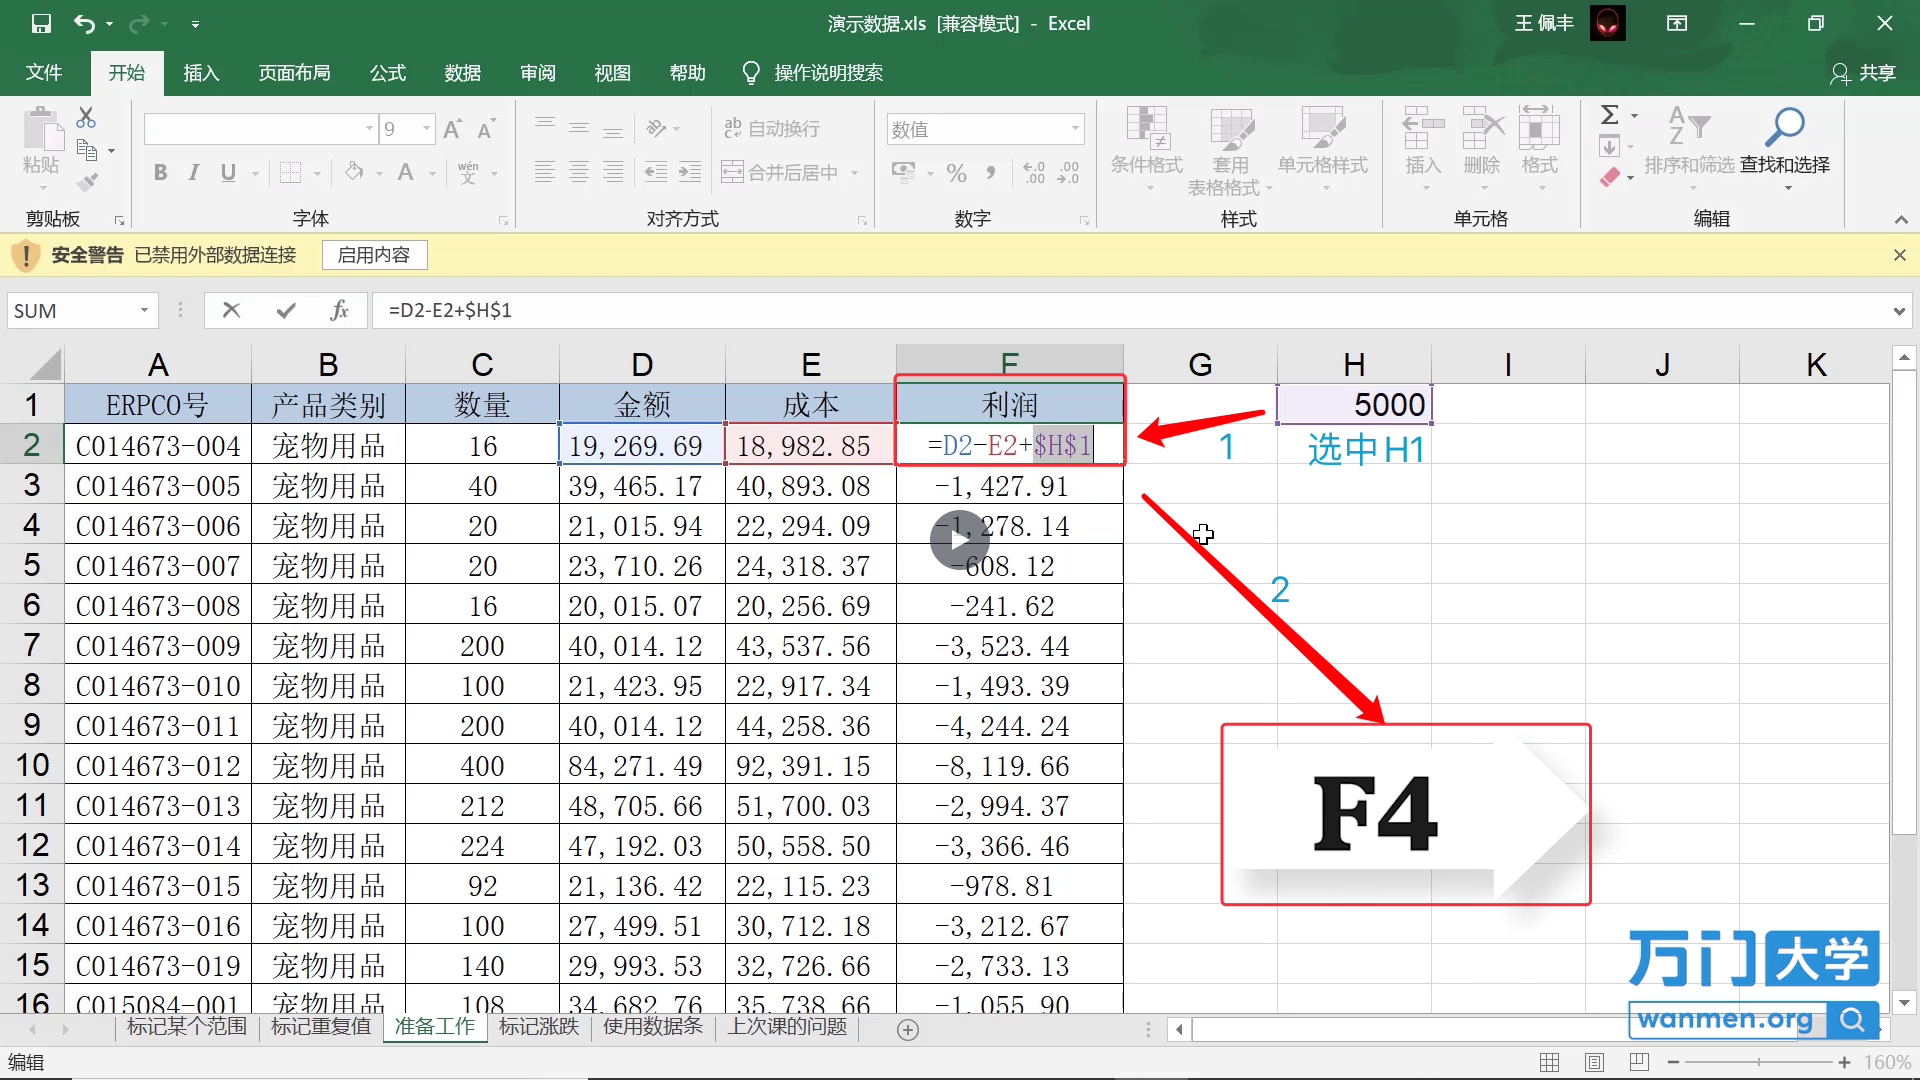 演示数据.xls [兼容模式] - Excel
王 佩丰
文件 开始 插入 页面布局 公式 数据 审阅 视图 帮助 操作说明搜索 共享
粘贴 9 A A ab 自动换行 数值 条件格式 套用 表格格式 单元格样式 插入 删除 格式 Σ A Z 排序和筛选 查找和选择
B I U A wén 文 合并后居中 % , .0 .00 .00 .0
剪贴板 字体 对齐方式 数字 样式 单元格 编辑
! 安全警告 已禁用外部数据连接 启用内容
SUM fx =D2-E2+$H$1
A B C D E F G H I J K
1 ERPCO号 产品类别 数量 金额 成本 利润 5000
2 C014673-004 宠物用品 16 19,269.69 18,982.85 =D2-E2+$H$1 1 选中 H1
3 C014673-005 宠物用品 40 39,465.17 40,893.08 -1,427.91
4 C014673-006 宠物用品 20 21,015.94 22,294.09 -1,278.14
5 C014673-007 宠物用品 20 23,710.26 24,318.37 -608.12
6 C014673-008 宠物用品 16 20,015.07 20,256.69 -241.62 2
7 C014673-009 宠物用品 200 40,014.12 43,537.56 -3,523.44
8 C014673-010 宠物用品 100 21,423.95 22,917.34 -1,493.39
9 C014673-011 宠物用品 200 40,014.12 44,258.36 -4,244.24
10 C014673-012 宠物用品 400 84,271.49 92,391.15 -8,119.66
11 C014673-013 宠物用品 212 48,705.66 51,700.03 -2,994.37 F4
12 C014673-014 宠物用品 224 47,192.03 50,558.50 -3,366.46
13 C014673-015 宠物用品 92 21,136.42 22,115.23 -978.81
14 C014673-016 宠物用品 100 27,499.51 30,712.18 -3,212.67
15 C014673-019 宠物用品 140 29,993.53 32,726.66 -2,733.13
16 C015084-001 宠物用品 108 34,682.76 35,738.66 -1,055.90
万门大学
wanmen.org
标记某个范围 标记重复值 准备工作 标记涨跌 使用数据条 上次课的问题
编辑 160%